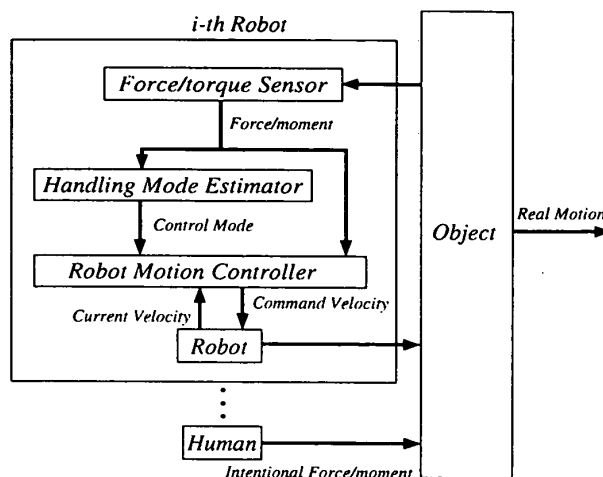 i-th Robot
Force/torque Sensor
Force/moment
Handling Mode Estimator
Control Mode
Object
Real Motion
Robot Motion Controller
Current Velocity
Command Velocity
Robot
Human
Intentional Force/moment